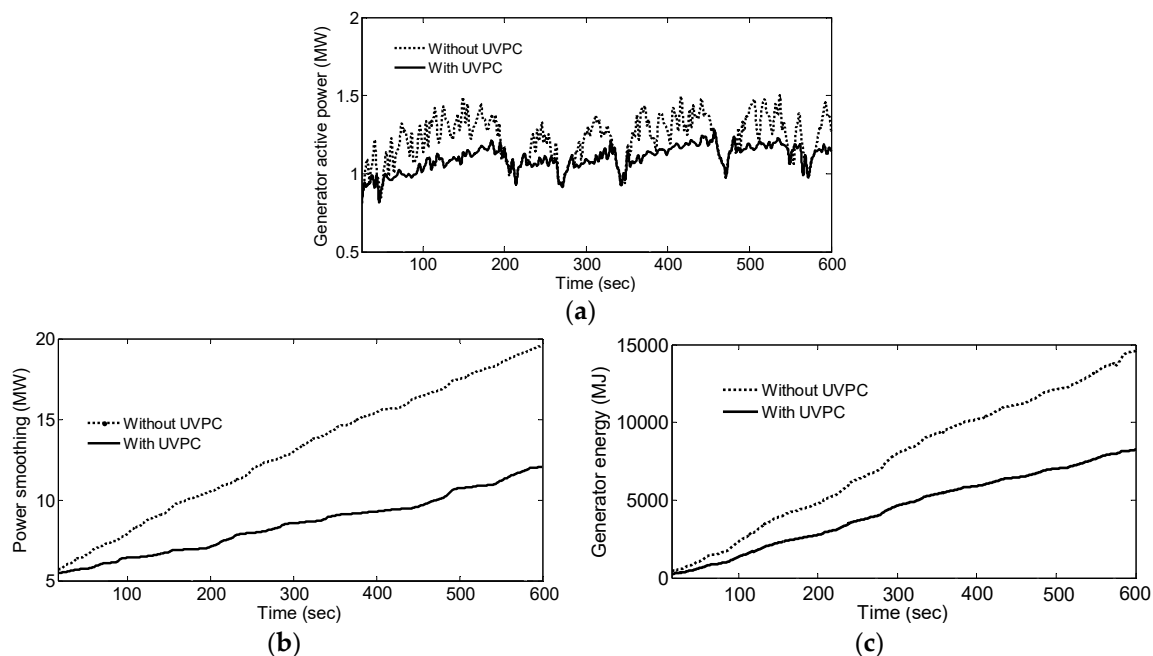 Generator active power (MW)
2
1.5
1
0.5
Without UVPC
With UVPC
100 200 300 400 500 600
Time (sec)
(a)
Power smoothing (MW)
20
15
10
5
Without UVPC
With UVPC
100 200 300 400 500 600
Time (sec)
(b)
Generator energy (MJ)
15000
10000
5000
0
Without UVPC
With UVPC
100 200 300 400 500 600
Time (sec)
(c)